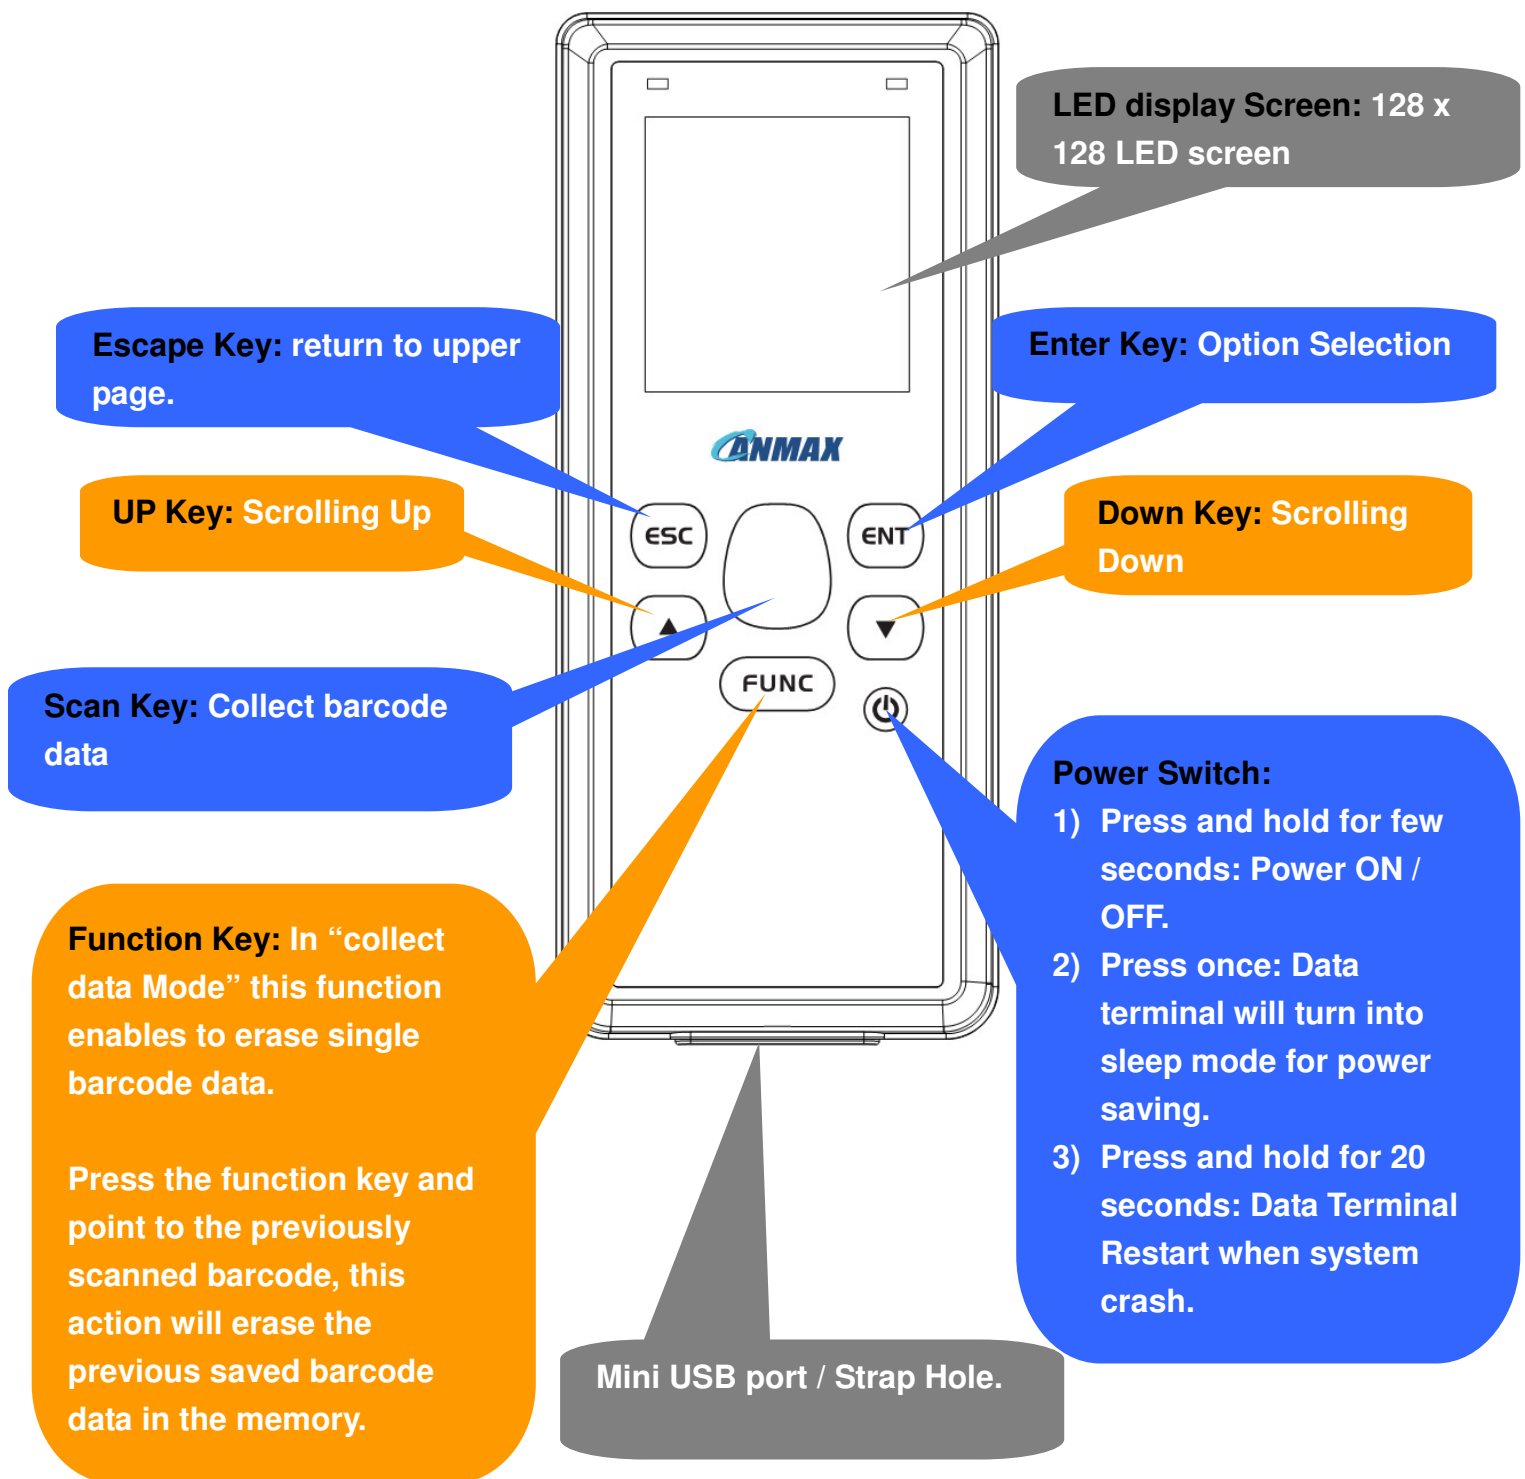 LED display Screen: 128 x
128 LED screen
Escape Key: return to upper
page.
Enter Key: Option Selection
ANMAX
UP Key: Scrolling Up
ESC
ENT
Down Key: Scrolling
Down
Scan Key: Collect barcode
data
FUNC
Power Switch:
1) Press and hold for few
seconds: Power ON /
OFF.
2) Press once: Data
terminal will turn into
sleep mode for power
saving.
3) Press and hold for 20
seconds: Data Terminal
Restart when system
crash.
Function Key: In “collect
data Mode” this function
enables to erase single
barcode data.
Press the function key and
point to the previously
scanned barcode, this
action will erase the
previous saved barcode
data in the memory.
Mini USB port / Strap Hole.